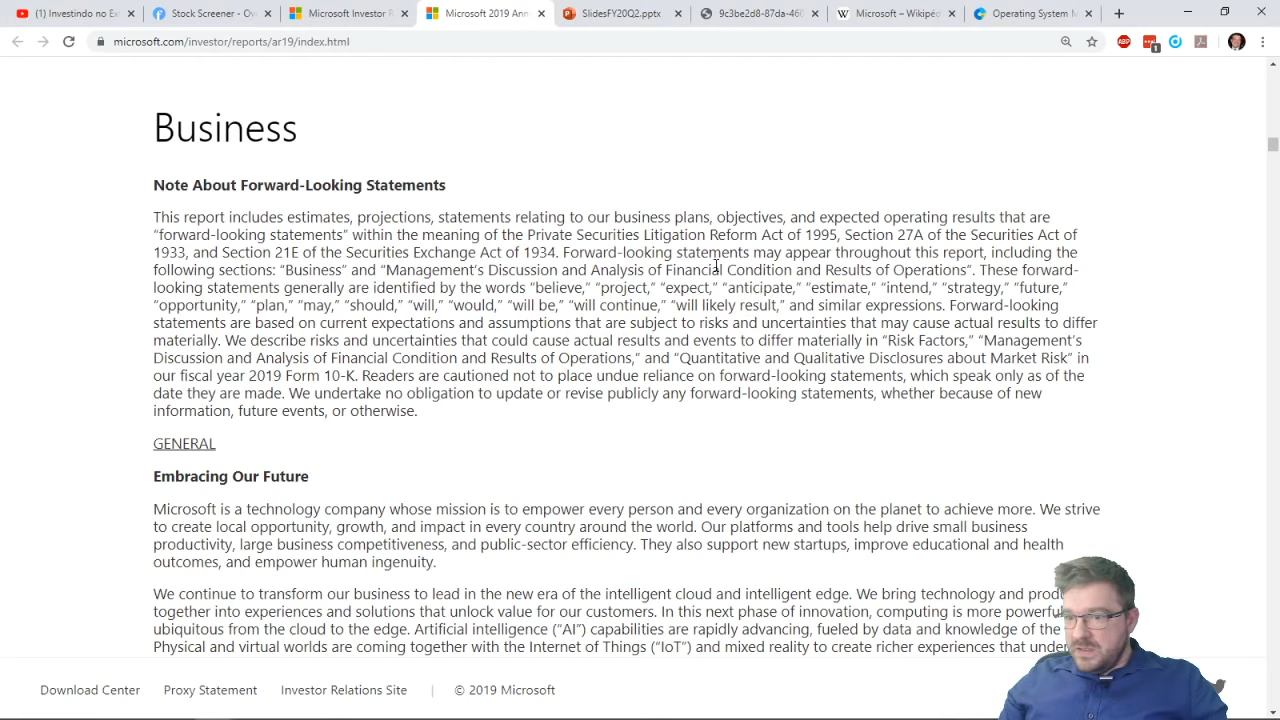 (1) Investindo no Ex
Stock Screener - Ov
Microsoft Investor R
Microsoft 2019 Ann
SlidesFY20Q2.pptx
9c3be2d8-87da-460
Microsoft – Wikipé
Operating System M
microsoft.com/investor/reports/ar19/index.html
ABP
1
Business
Note About Forward-Looking Statements
This report includes estimates, projections, statements relating to our business plans, objectives, and expected operating results that are
“forward-looking statements” within the meaning of the Private Securities Litigation Reform Act of 1995, Section 27A of the Securities Act of
1933, and Section 21E of the Securities Exchange Act of 1934. Forward-looking statements may appear throughout this report, including the
following sections: “Business” and “Management’s Discussion and Analysis of Financial Condition and Results of Operations”. These forward-
looking statements generally are identified by the words “believe,” “project,” “expect,” “anticipate,” “estimate,” “intend,” “strategy,” “future,”
“opportunity,” “plan,” “may,” “should,” “will,” “would,” “will be,” “will continue,” “will likely result,” and similar expressions. Forward-looking
statements are based on current expectations and assumptions that are subject to risks and uncertainties that may cause actual results to differ
materially. We describe risks and uncertainties that could cause actual results and events to differ materially in “Risk Factors,” “Management’s
Discussion and Analysis of Financial Condition and Results of Operations,” and “Quantitative and Qualitative Disclosures about Market Risk” in
our fiscal year 2019 Form 10-K. Readers are cautioned not to place undue reliance on forward-looking statements, which speak only as of the
date they are made. We undertake no obligation to update or revise publicly any forward-looking statements, whether because of new
information, future events, or otherwise.
GENERAL
Embracing Our Future
Microsoft is a technology company whose mission is to empower every person and every organization on the planet to achieve more. We strive
to create local opportunity, growth, and impact in every country around the world. Our platforms and tools help drive small business
productivity, large business competitiveness, and public-sector efficiency. They also support new startups, improve educational and health
outcomes, and empower human ingenuity.
We continue to transform our business to lead in the new era of the intelligent cloud and intelligent edge. We bring technology and prod
together into experiences and solutions that unlock value for our customers. In this next phase of innovation, computing is more powerfu
ubiquitous from the cloud to the edge. Artificial intelligence (“AI”) capabilities are rapidly advancing, fueled by data and knowledge of the
Physical and virtual worlds are coming together with the Internet of Things (“IoT”) and mixed reality to create richer experiences that under
Download Center
Proxy Statement
Investor Relations Site
|
© 2019 Microsoft